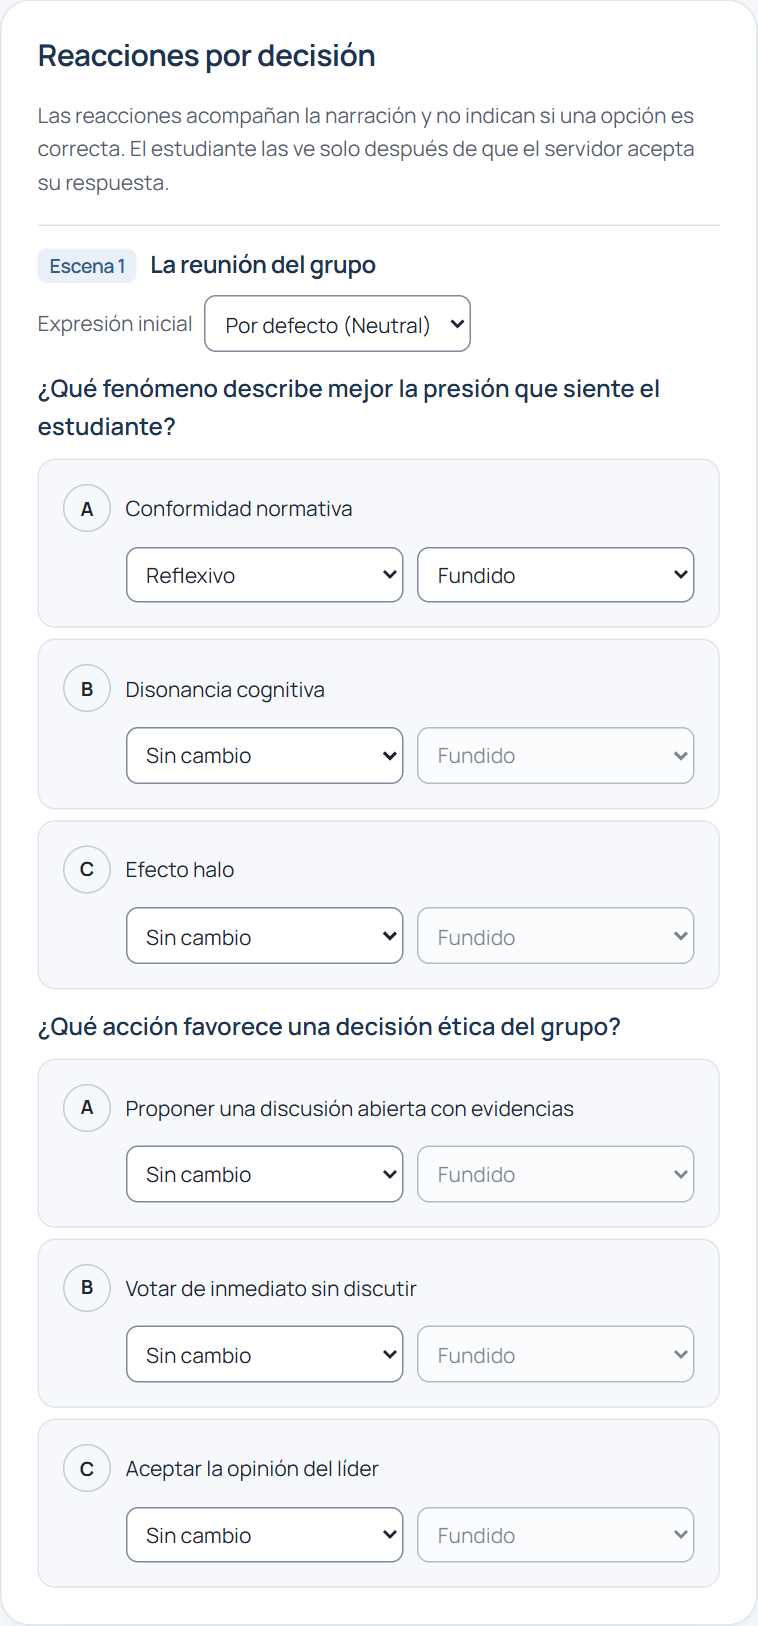 Reacciones por decisión
Las reacciones acompañan la narración y no indican si una opción es
correcta. El estudiante las ve solo después de que el servidor acepta
su respuesta.
Escena 1 La reunión del grupo
Expresión inicial Por defecto (Neutral)
¿Qué fenómeno describe mejor la presión que siente el
estudiante?
A Conformidad normativa
Reflexivo Fundido
B Disonancia cognitiva
Sin cambio Fundido
C Efecto halo
Sin cambio Fundido
¿Qué acción favorece una decisión ética del grupo?
A Proponer una discusión abierta con evidencias
Sin cambio Fundido
B Votar de inmediato sin discutir
Sin cambio Fundido
C Aceptar la opinión del líder
Sin cambio Fundido